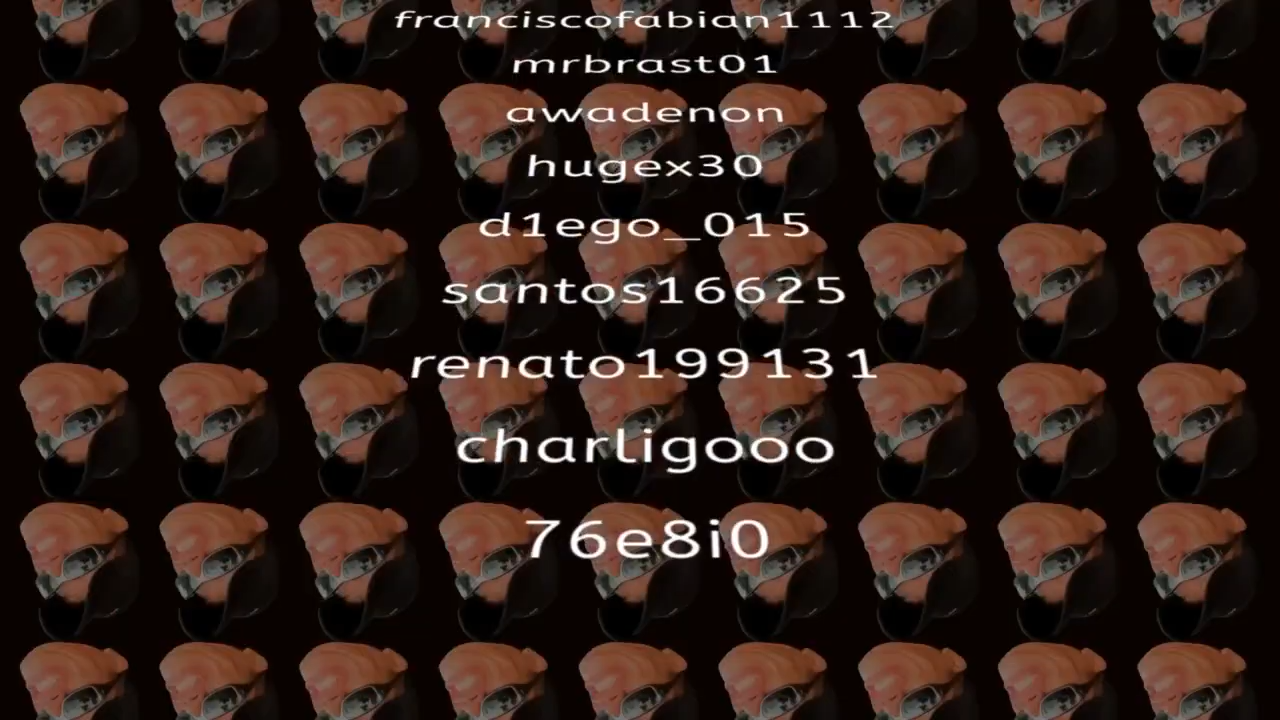 franciscofabian1112
mrbrast01
awadenon
hugex30
d1ego_015
santos16625
renato199131
charligooo
76e8i0